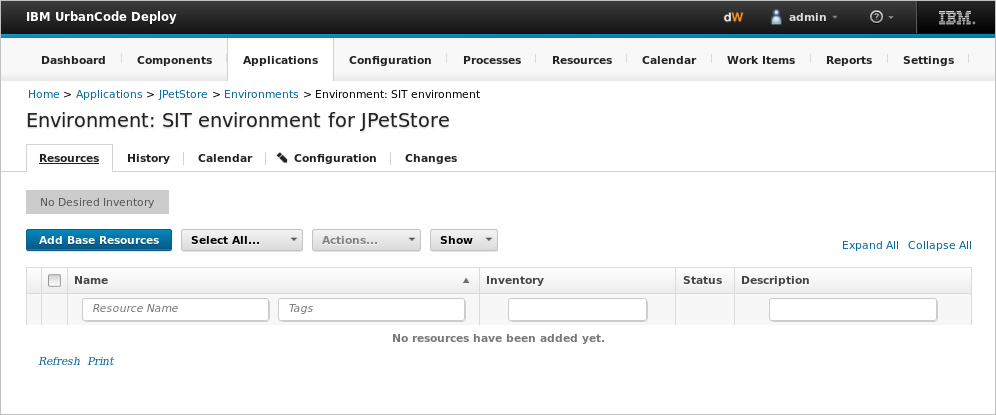 IBM UrbanCode Deploy dW admin ? IBM.
Dashboard Components Applications Configuration Processes Resources Calendar Work Items Reports Settings
Home > Applications > JPetStore > Environments > Environment: SIT environment
Environment: SIT environment for JPetStore
Resources History Calendar Configuration Changes
No Desired Inventory
Add Base Resources Select All... Actions... Show Expand All Collapse All
Name Inventory Status Description
Resource Name Tags
No resources have been added yet.
Refresh Print